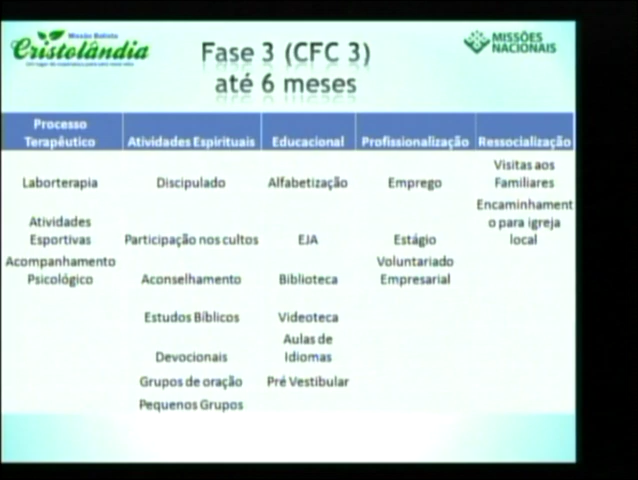 Missão Batista
Cristolândia
MISSÕES
NACIONAIS
Fase 3 (CFC 3)
até 6 meses
Processo
Terapêutico
Atividades Espirituais
Educacional
Profissionalização
Ressocialização
Laborterapia
Discipulado
Alfabetização
Emprego
Visitas aos
Familiares
Atividades
Esportivas
Participação nos cultos
EJA
Estágio
Encaminhament
o para igreja
local
Acompanhamento
Psicológico
Aconselhamento
Biblioteca
Voluntariado
Empresarial
Estudos Bíblicos
Videoteca
Devocionais
Aulas de
Idiomas
Grupos de oração
Pré Vestibular
Pequenos Grupos